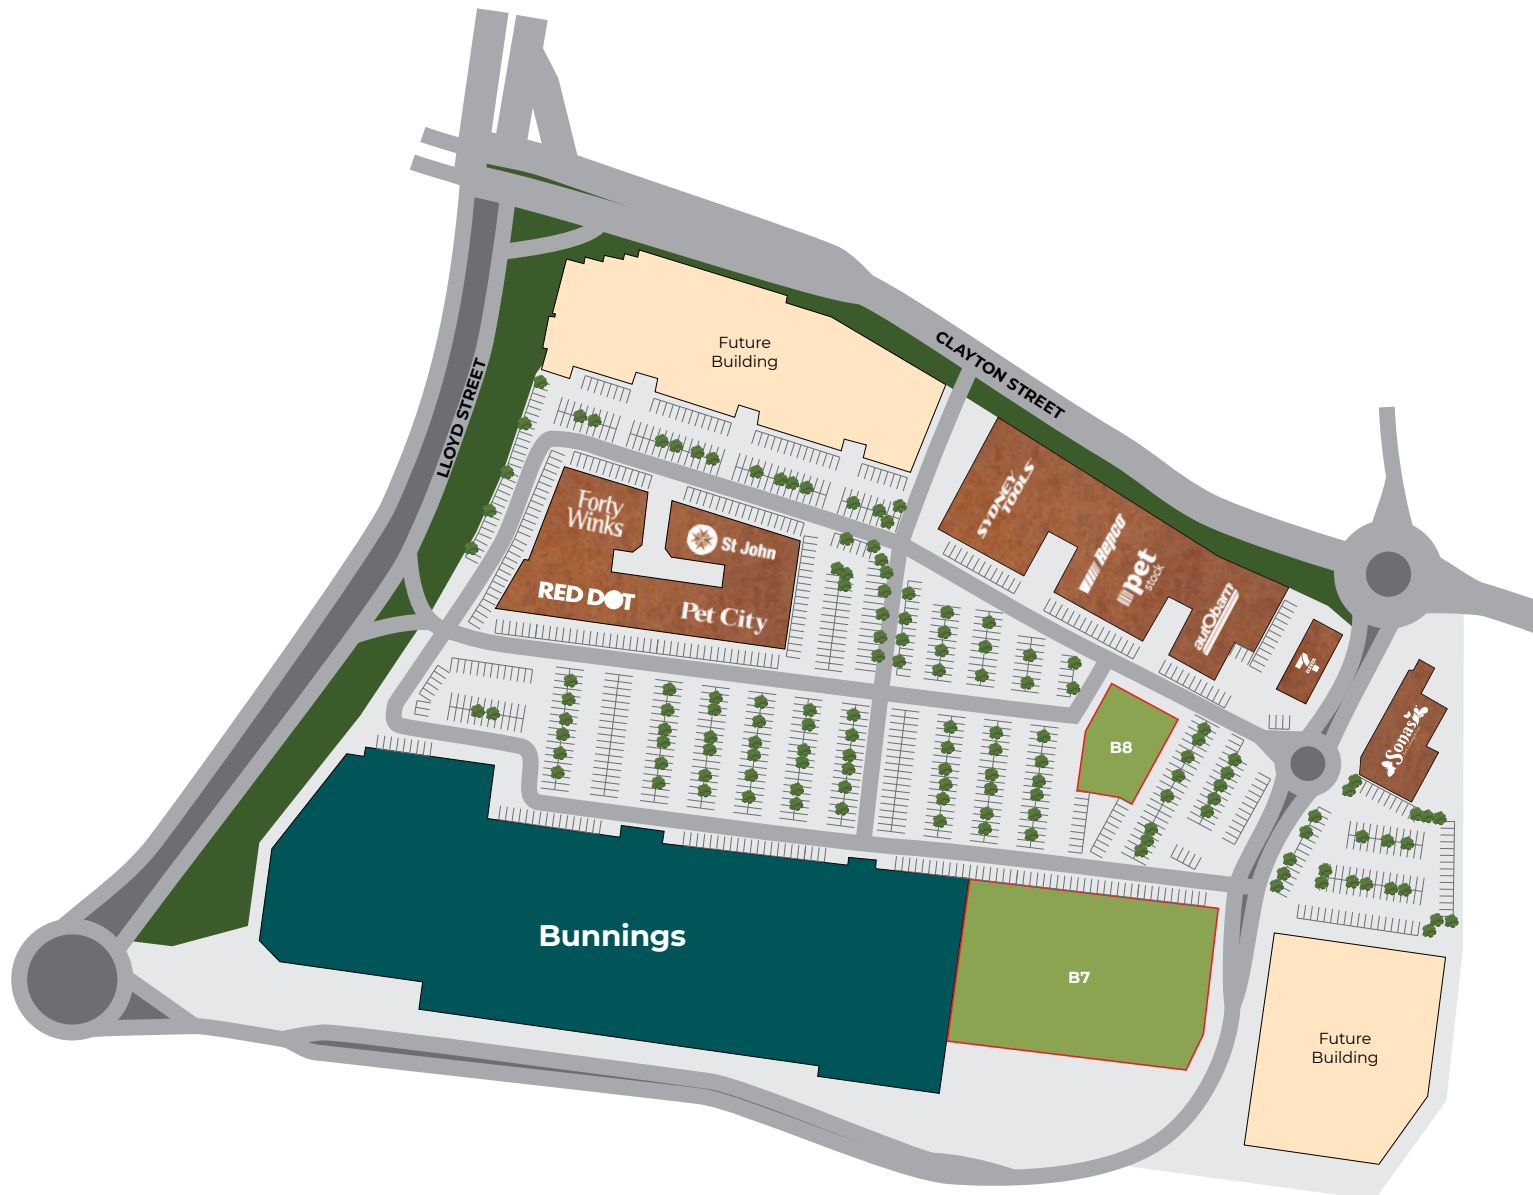 Future
Building
CLAYTON STREET
LLOYD STREET
SYDNEY
TOOLS
Forty
Winks
St John
Repco
pet
stock
RED DOT
Pet City
autobarn
7
Sonas
B8
Bunnings
B7
Future
Building